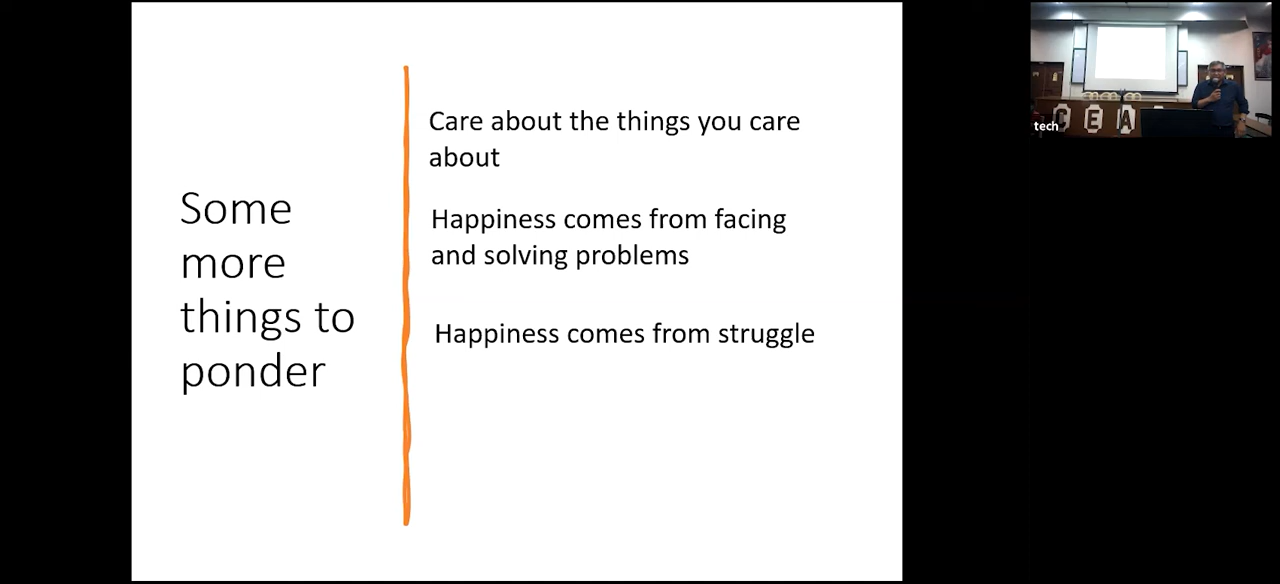 Some
more
things to
ponder
Care about the things you care
about
Happiness comes from facing
and solving problems
Happiness comes from struggle
tech
C E A